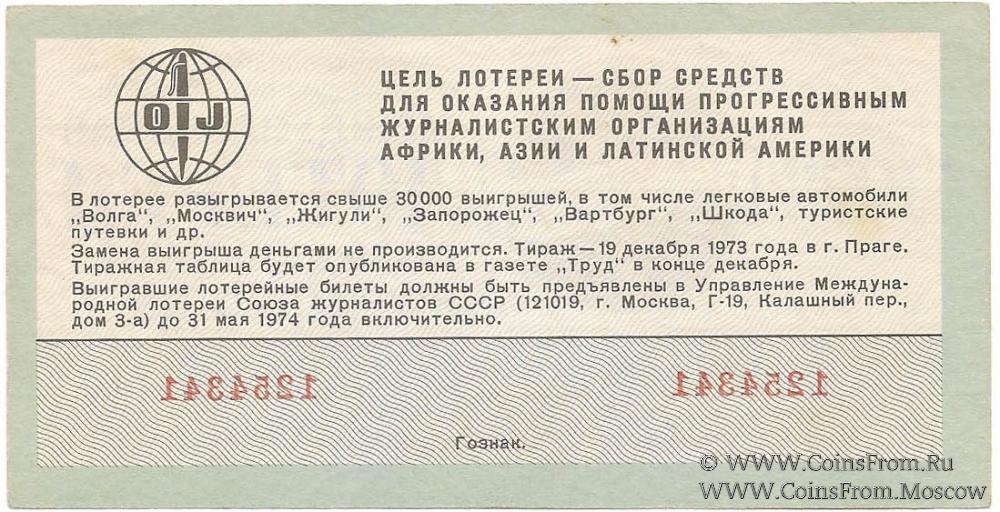 OIJ
ЦЕЛЬ ЛОТЕРЕИ — СБОР СРЕДСТВ
ДЛЯ ОКАЗАНИЯ ПОМОЩИ ПРОГРЕССИВНЫМ
ЖУРНАЛИСТСКИМ ОРГАНИЗАЦИЯМ
АФРИКИ, АЗИИ И ЛАТИНСКОЙ АМЕРИКИ
В лотерее разыгрывается свыше 30 000 выигрышей, в том числе легковые автомобили
„Волга“, „Москвич“, „Жигули“, „Запорожец“, „Вартбург“, „Шкода“, туристские
путевки и др.
Замена выигрыша деньгами не производится. Тираж — 19 декабря 1973 года в г. Праге.
Тиражная таблица будет опубликована в газете „Труд“ в конце декабря.
Выигравшие лотерейные билеты должны быть предъявлены в Управление Междуна-
родной лотереи Союза журналистов СССР (121019, г. Москва, Г-19, Калашный пер.,
дом 3-а) до 31 мая 1974 года включительно.
1254341 1254341
Гознак.
© WWW.CoinsFrom.Ru
WWW.CoinsFrom.Moscow